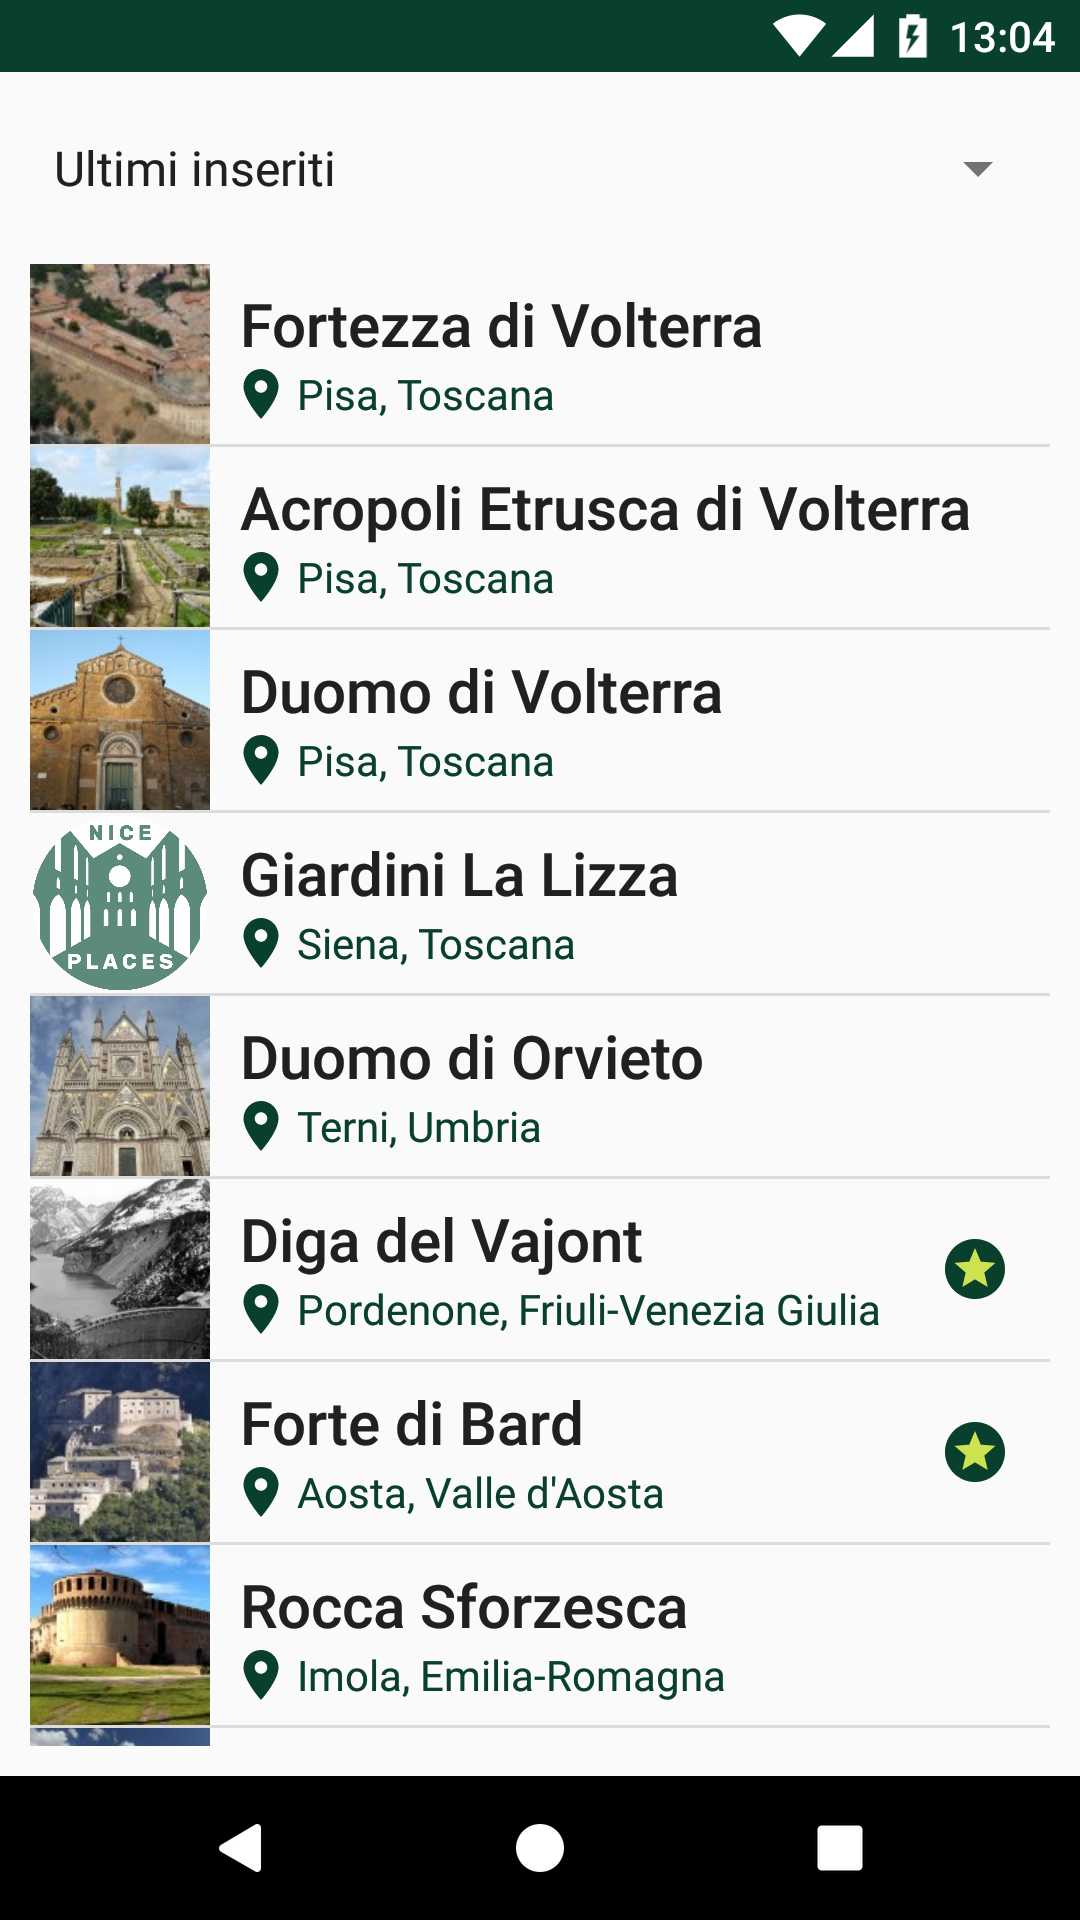 13:04
Ultimi inseriti
Fortezza di Volterra
Pisa, Toscana
Acropoli Etrusca di Volterra
Pisa, Toscana
Duomo di Volterra
Pisa, Toscana
NICE
PLACES
Giardini La Lizza
Siena, Toscana
Duomo di Orvieto
Terni, Umbria
Diga del Vajont
Pordenone, Friuli-Venezia Giulia
Forte di Bard
Aosta, Valle d'Aosta
Rocca Sforzesca
Imola, Emilia-Romagna